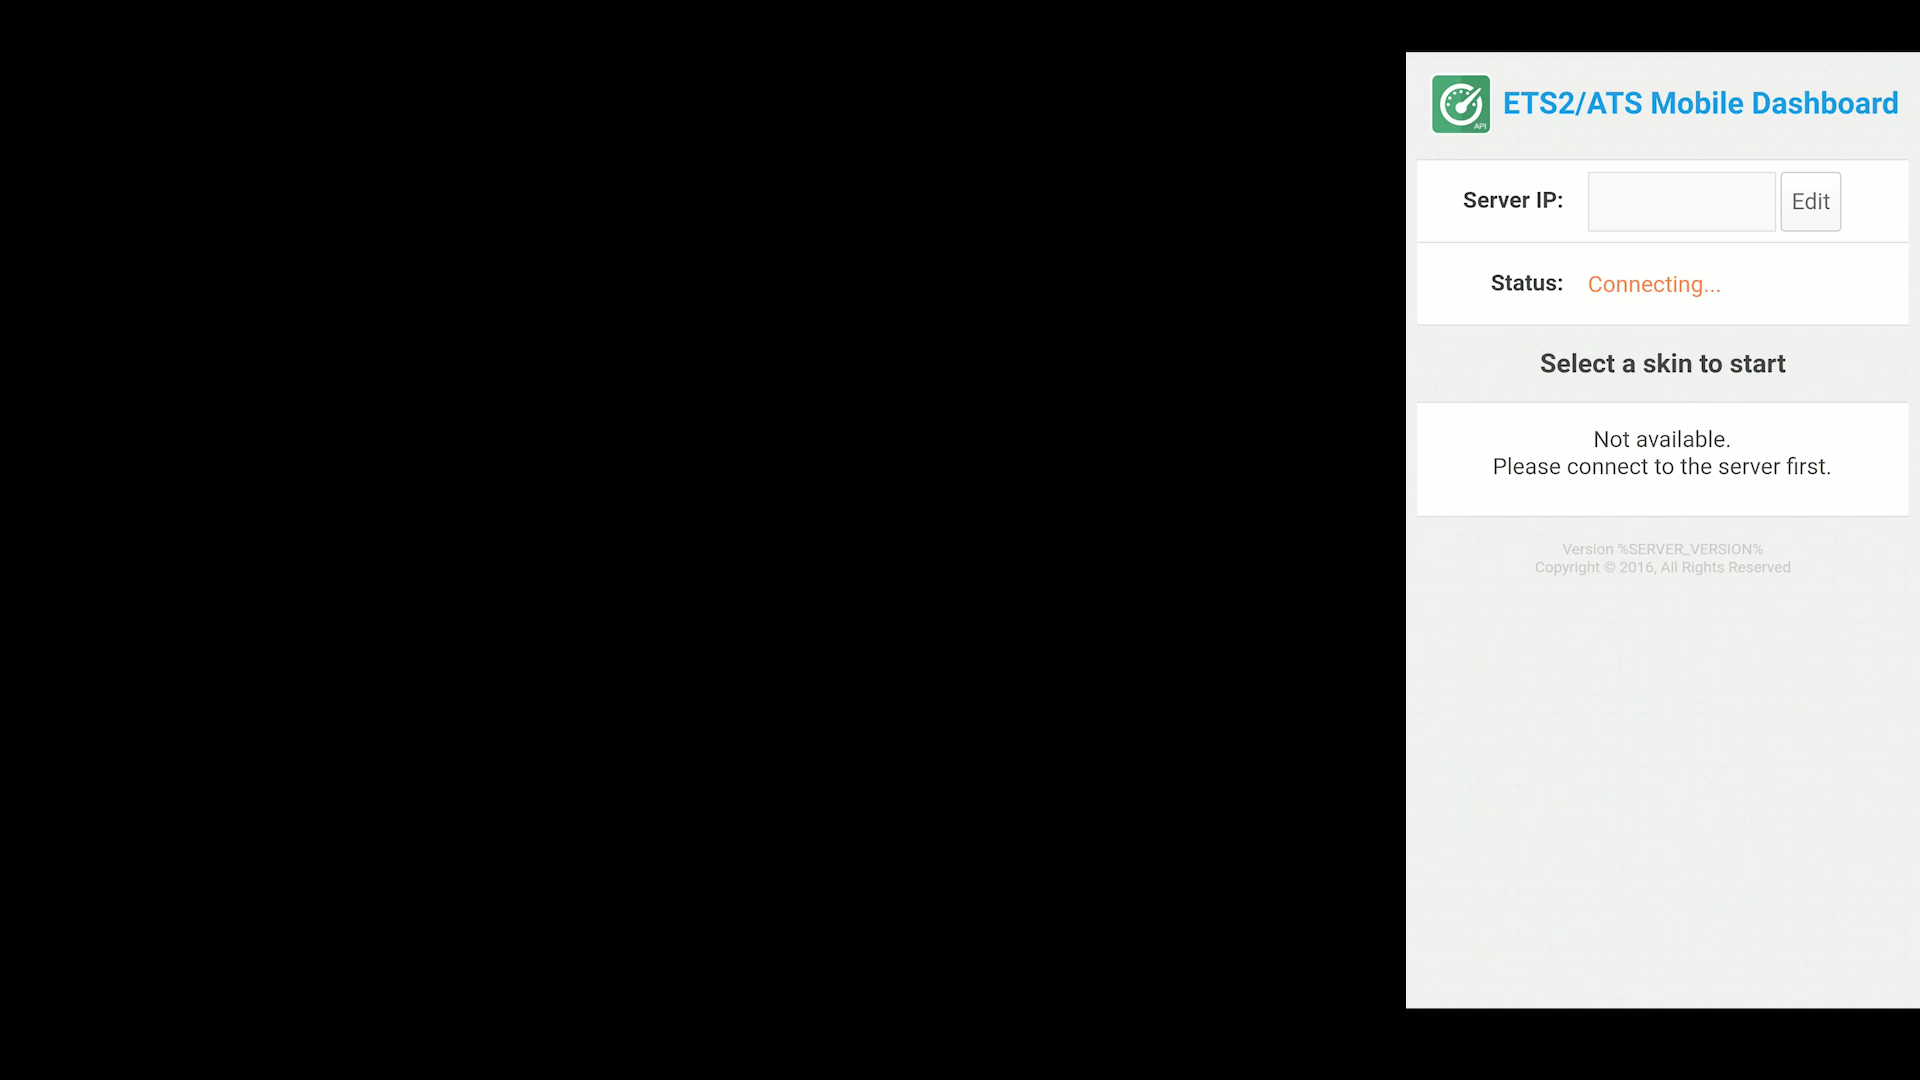 API
ETS2/ATS Mobile Dashboard
Server IP:
Edit
Status:
Connecting...
Select a skin to start
Not available.
Please connect to the server first.
Version %SERVER_VERSION%
Copyright © 2016, All Rights Reserved